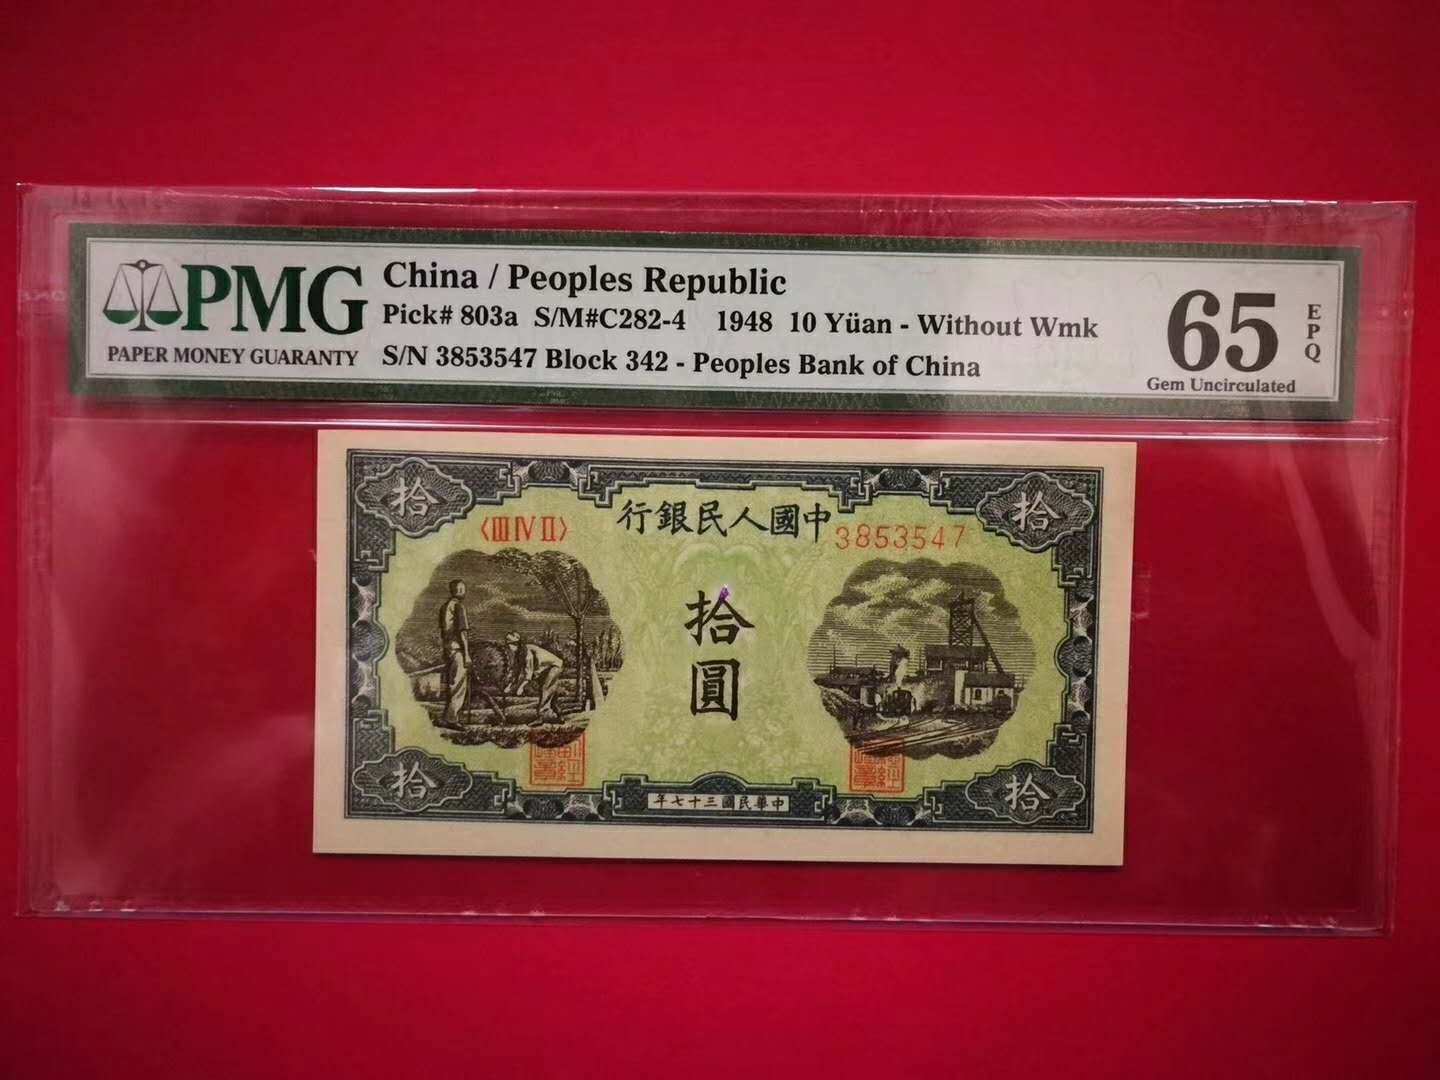 PMG
PAPER MONEY GUARANTY
China / Peoples Republic
Pick# 803a S/M#C282-4 1948 10 Yüan - Without Wmk
S/N 3853547 Block 342 - Peoples Bank of China
65
EPQ
Gem Uncirculated
拾
拾
行銀民人國中
〈III IV II〉
3853547
拾
圓
拾
拾
年七十三國民華中